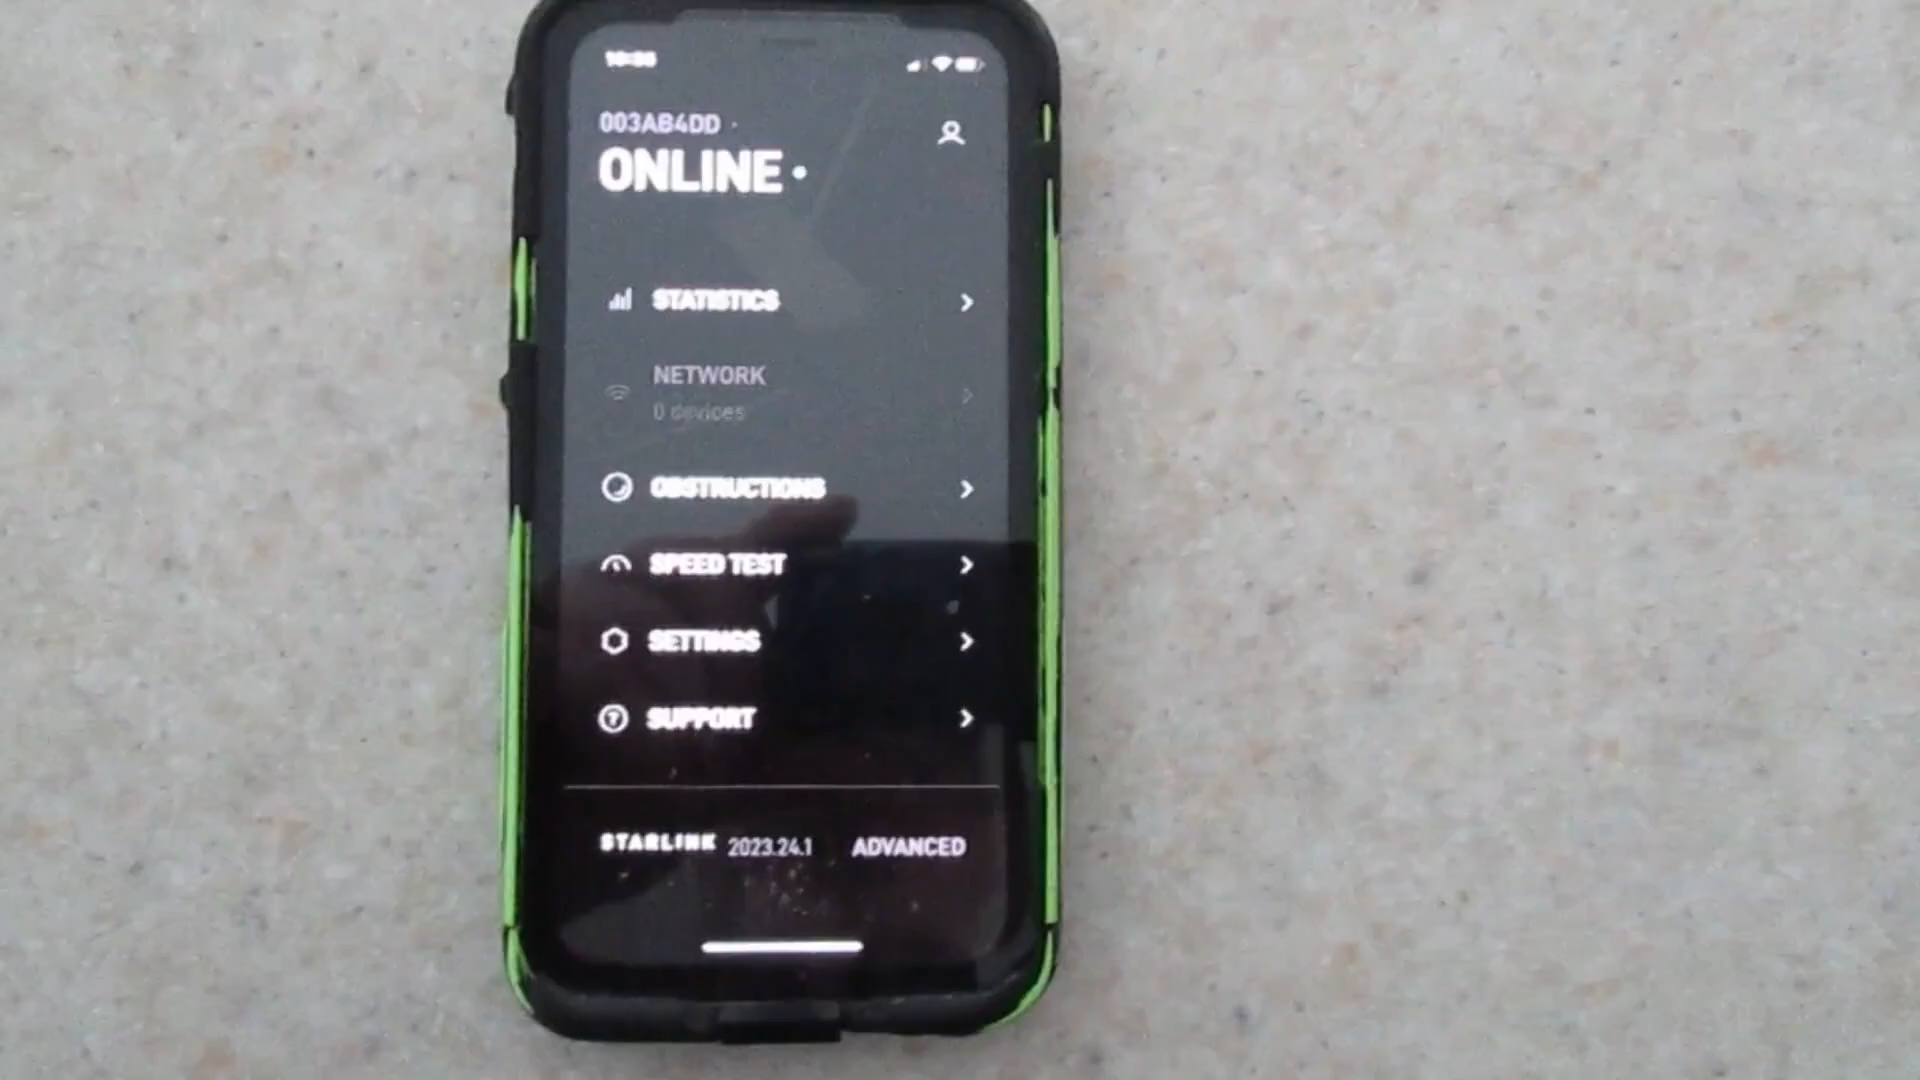 003AB4DD
ONLINE
STATISTICS
NETWORK
0 devices
OBSTRUCTIONS
SPEED TEST
SETTINGS
SUPPORT
STARLINK 2023.24.1 ADVANCED